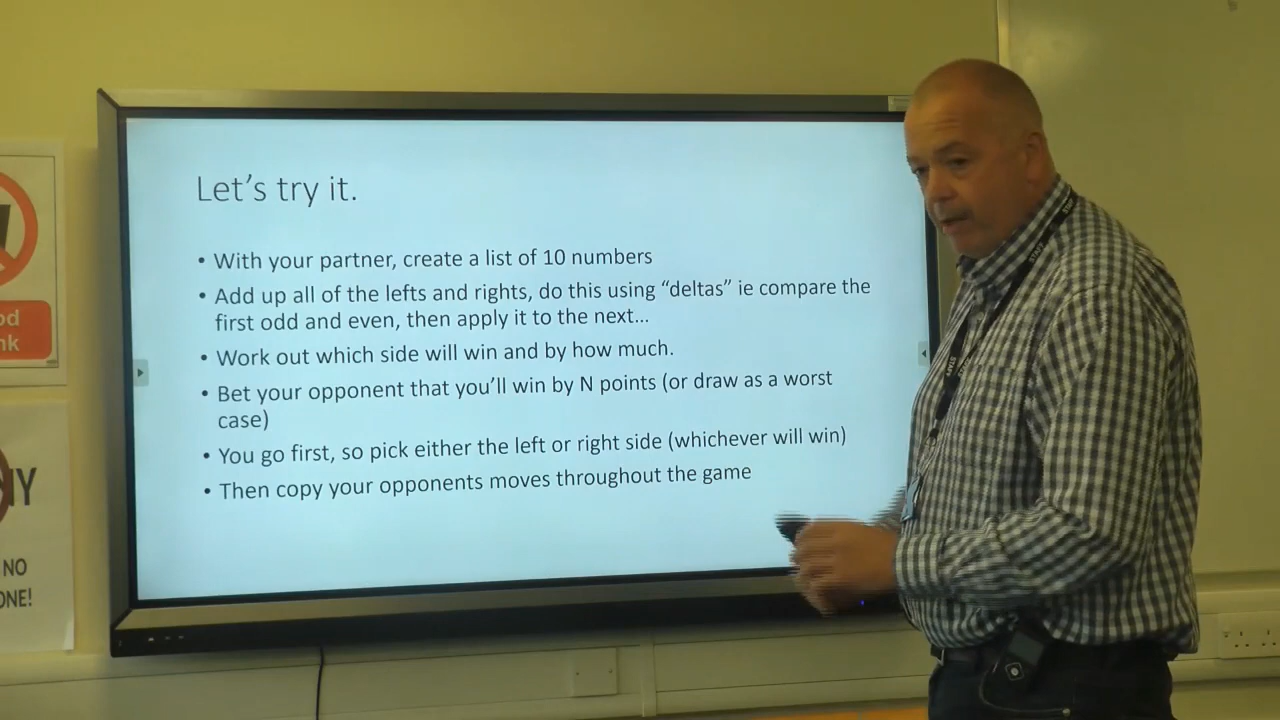 Let's try it.
• With your partner, create a list of 10 numbers
• Add up all of the lefts and rights, do this using “deltas” ie compare the
first odd and even, then apply it to the next...
• Work out which side will win and by how much.
• Bet your opponent that you'll win by N points (or draw as a worst
case)
• You go first, so pick either the left or right side (whichever will win)
• Then copy your opponents moves throughout the game
NO